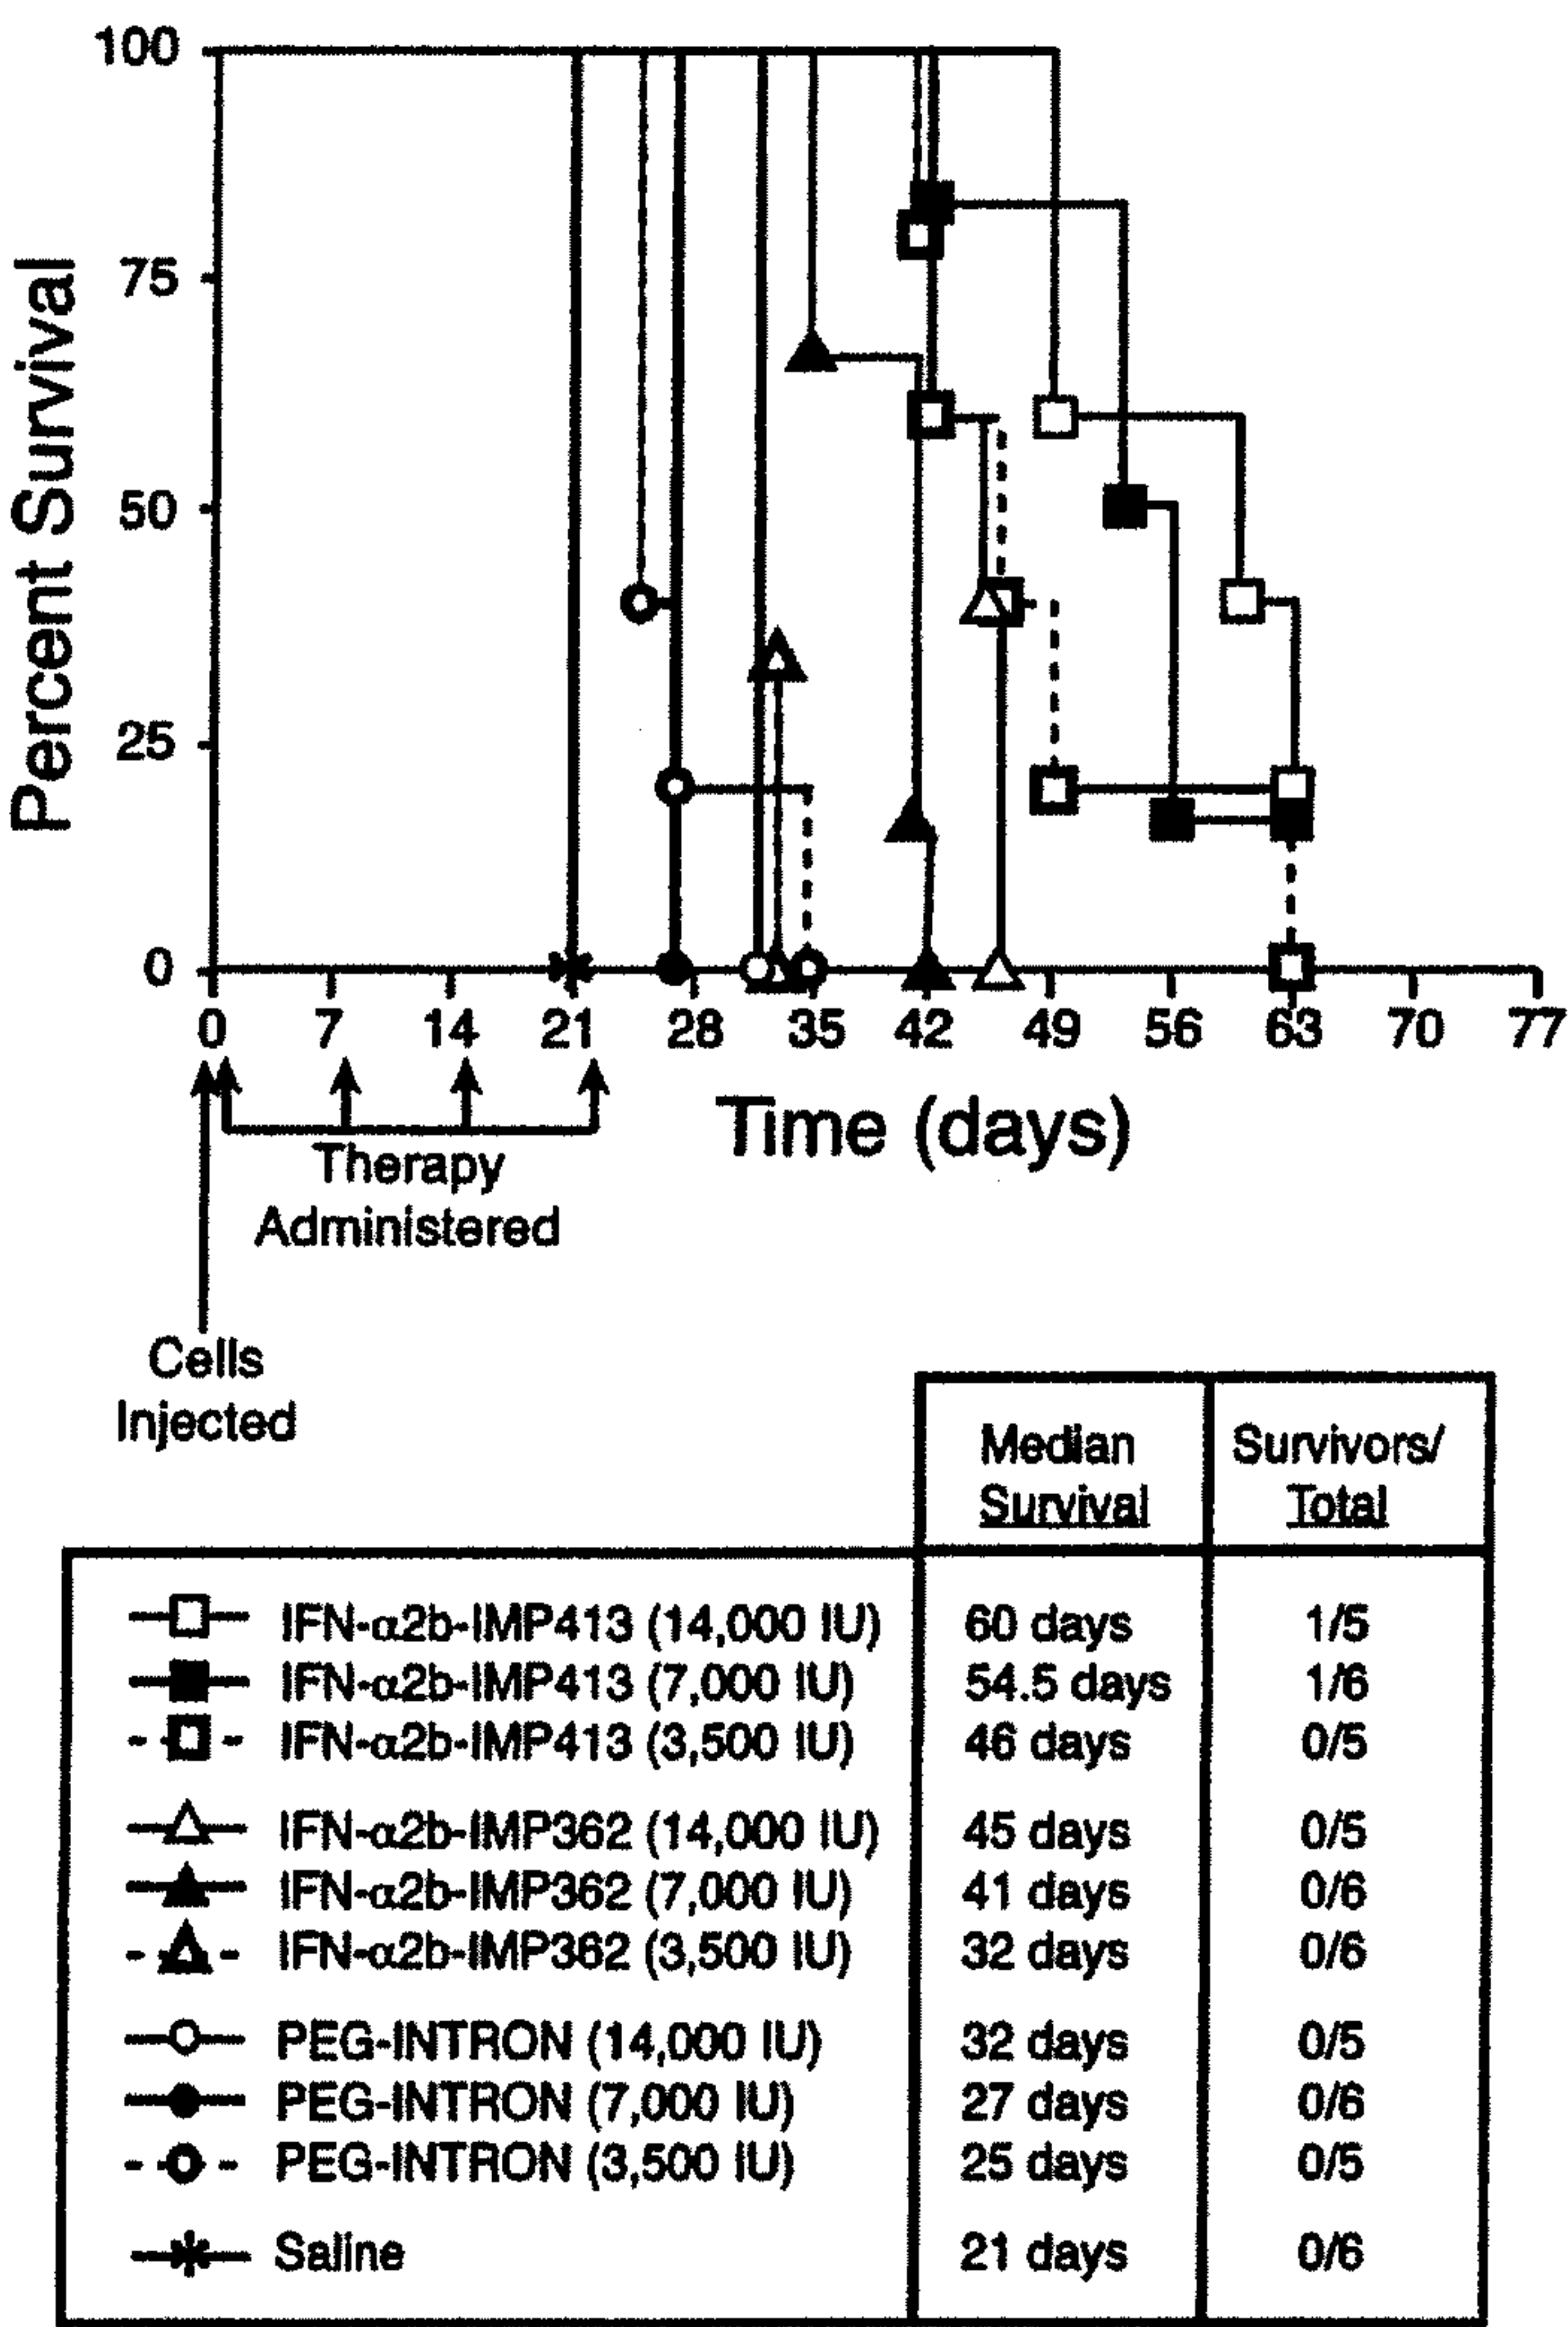 100
75
50
25
0
Percent Survival
0 7 14 21 28 35 42 49 56 63 70 77
Time (days)
Therapy
Administered
Cells
Injected
Median
Survival
Survivors/
Total
IFN-α2b-IMP413 (14,000 IU) 60 days 1/5
IFN-α2b-IMP413 (7,000 IU) 54.5 days 1/6
IFN-α2b-IMP413 (3,500 IU) 46 days 0/5
IFN-α2b-IMP362 (14,000 IU) 45 days 0/5
IFN-α2b-IMP362 (7,000 IU) 41 days 0/6
IFN-α2b-IMP362 (3,500 IU) 32 days 0/6
PEG-INTRON (14,000 IU) 32 days 0/5
PEG-INTRON (7,000 IU) 27 days 0/6
PEG-INTRON (3,500 IU) 25 days 0/5
Saline 21 days 0/6